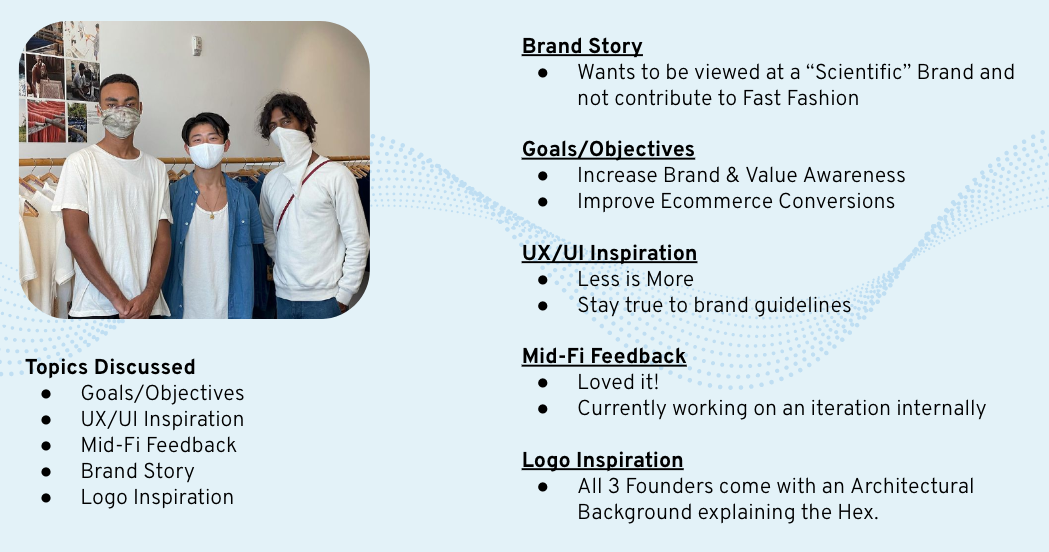 Topics Discussed
● Goals/Objectives
● UX/UI Inspiration
● Mid-Fi Feedback
● Brand Story
● Logo Inspiration
Brand Story
● Wants to be viewed at a “Scientific” Brand and
not contribute to Fast Fashion
Goals/Objectives
● Increase Brand & Value Awareness
● Improve Ecommerce Conversions
UX/UI Inspiration
● Less is More
● Stay true to brand guidelines
Mid-Fi Feedback
● Loved it!
● Currently working on an iteration internally
Logo Inspiration
● All 3 Founders come with an Architectural
Background explaining the Hex.